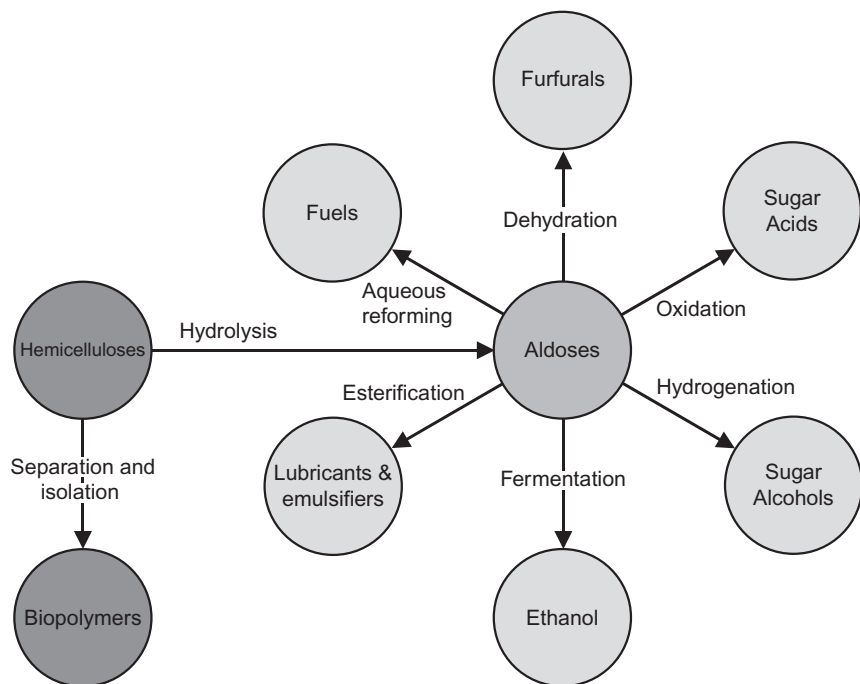 Furfurals
Fuels
Sugar
Acids
Dehydration
Aqueous
reforming
Oxidation
Hydrolysis
Hemicelluloses
Aldoses
Esterification
Hydrogenation
Separation and
isolation
Lubricants &
emulsifiers
Fermentation
Sugar
Alcohols
Biopolymers
Ethanol